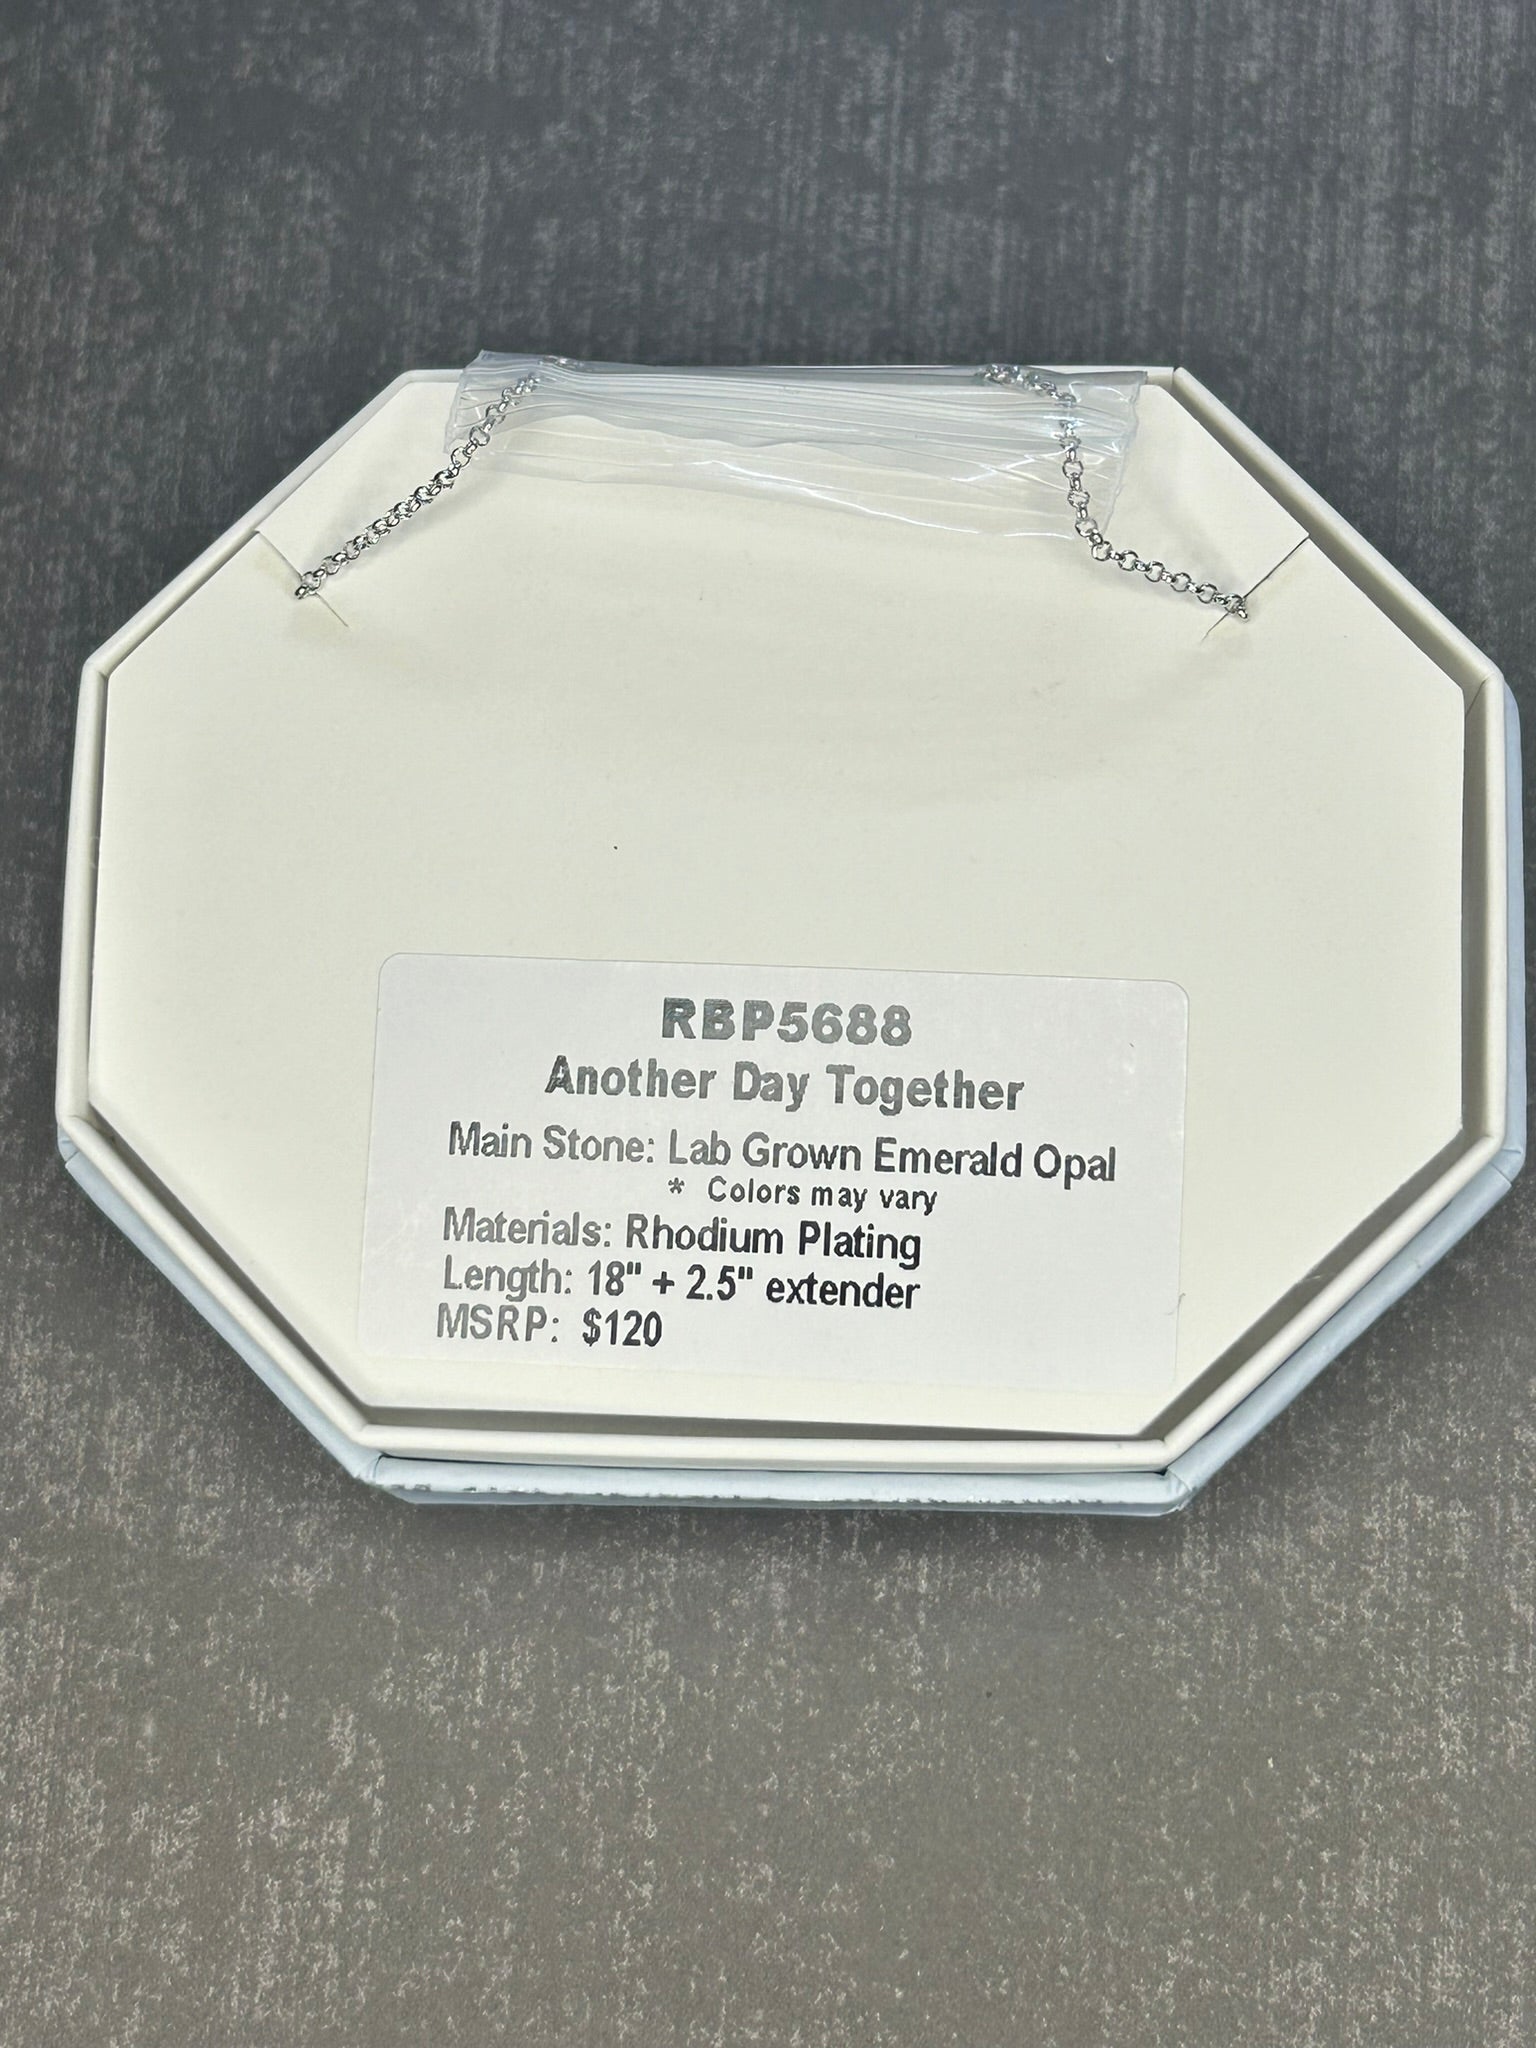 RBP5688
Another Day Together
Main Stone: Lab Grown Emerald Opal
* Colors may vary
Materials: Rhodium Plating
Length: 18" + 2.5" extender
MSRP: $120